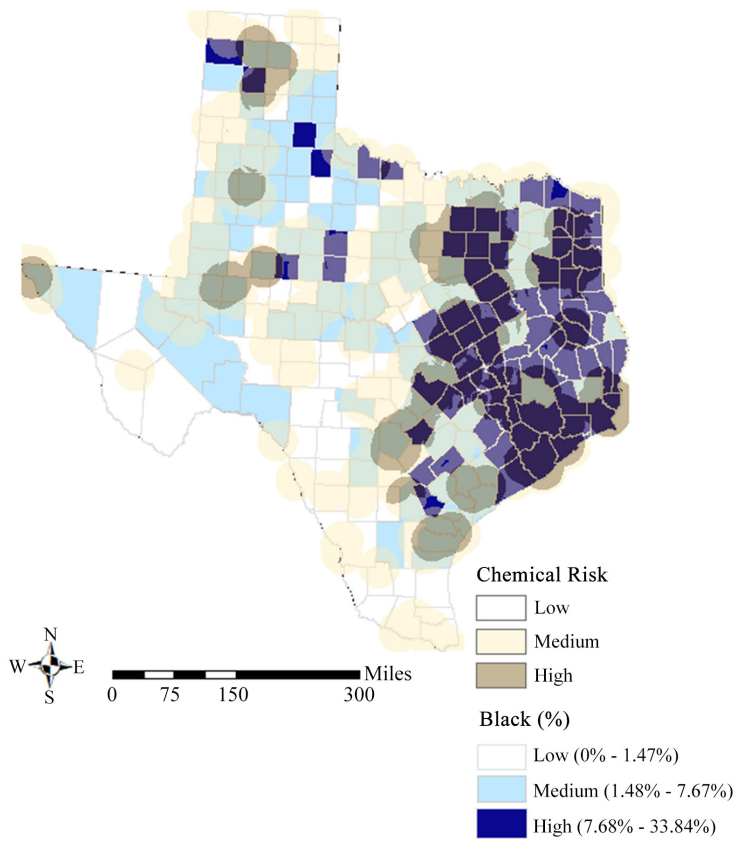 Chemical Risk
Low
Medium
High
N
W E
S
Miles
0 75 150 300
Black (%)
Low (0% - 1.47%)
Medium (1.48% - 7.67%)
High (7.68% - 33.84%)